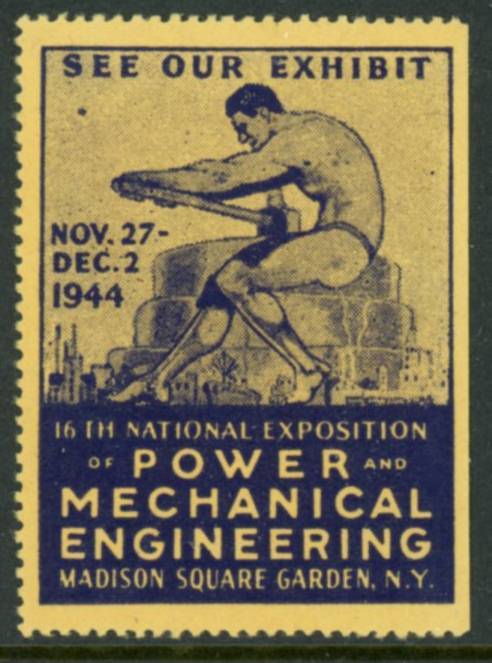 SEE OUR EXHIBIT
NOV. 27-
DEC. 2
1944
16TH NATIONAL EXPOSITION
OF POWER AND
MECHANICAL
ENGINEERING
MADISON SQUARE GARDEN, N.Y.